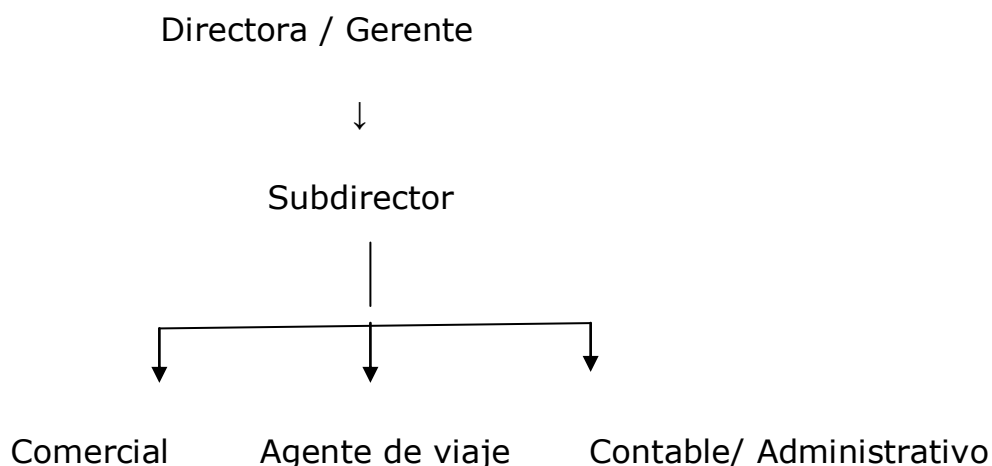 Directora / Gerente
↓
Subdirector
Comercial Agente de viaje Contable/ Administrativo